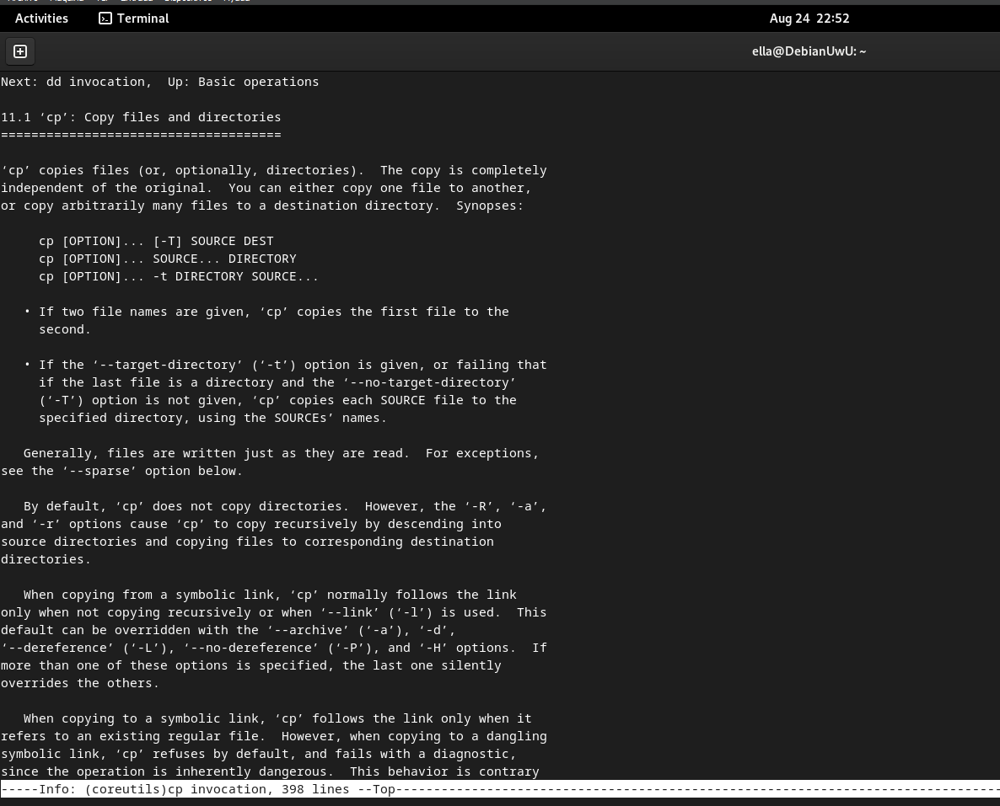 Activities
Terminal
Aug 24 22:52
ella@DebianUwU: ~
Next: dd invocation,  Up: Basic operations
11.1 ‘cp’: Copy files and directories
=====================================
‘cp’ copies files (or, optionally, directories).  The copy is completely
independent of the original.  You can either copy one file to another,
or copy arbitrarily many files to a destination directory.  Synopses:
cp [OPTION]... [-T] SOURCE DEST
cp [OPTION]... SOURCE... DIRECTORY
cp [OPTION]... -t DIRECTORY SOURCE...
• If two file names are given, ‘cp’ copies the first file to the
second.
• If the ‘--target-directory’ (‘-t’) option is given, or failing that
if the last file is a directory and the ‘--no-target-directory’
(‘-T’) option is not given, ‘cp’ copies each SOURCE file to the
specified directory, using the SOURCEs’ names.
Generally, files are written just as they are read.  For exceptions,
see the ‘--sparse’ option below.
By default, ‘cp’ does not copy directories.  However, the ‘-R’, ‘-a’,
and ‘-r’ options cause ‘cp’ to copy recursively by descending into
source directories and copying files to corresponding destination
directories.
When copying from a symbolic link, ‘cp’ normally follows the link
only when not copying recursively or when ‘--link’ (‘-l’) is used.  This
default can be overridden with the ‘--archive’ (‘-a’), ‘-d’,
‘--dereference’ (‘-L’), ‘--no-dereference’ (‘-P’), and ‘-H’ options.  If
more than one of these options is specified, the last one silently
overrides the others.
When copying to a symbolic link, ‘cp’ follows the link only when it
refers to an existing regular file.  However, when copying to a dangling
symbolic link, ‘cp’ refuses by default, and fails with a diagnostic,
since the operation is inherently dangerous.  This behavior is contrary
-----Info: (coreutils)cp invocation, 398 lines --Top--------------------------------------------------------------------------------